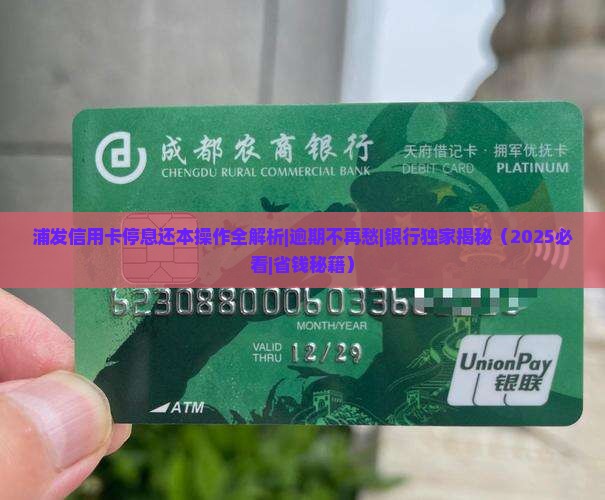 成都农商银行
CHENGDU RURAL COMMERCIAL BANK
天府借记卡·拥军优抚卡
DEBIT CARD PLATINUM
浦发信用卡停息还本操作全解析|逾期不再愁|银行独家揭秘（2025必
看|省钱秘籍）
MONTH/YEAR
VALID
THRU 12/29
UnionPay
银联
ATM